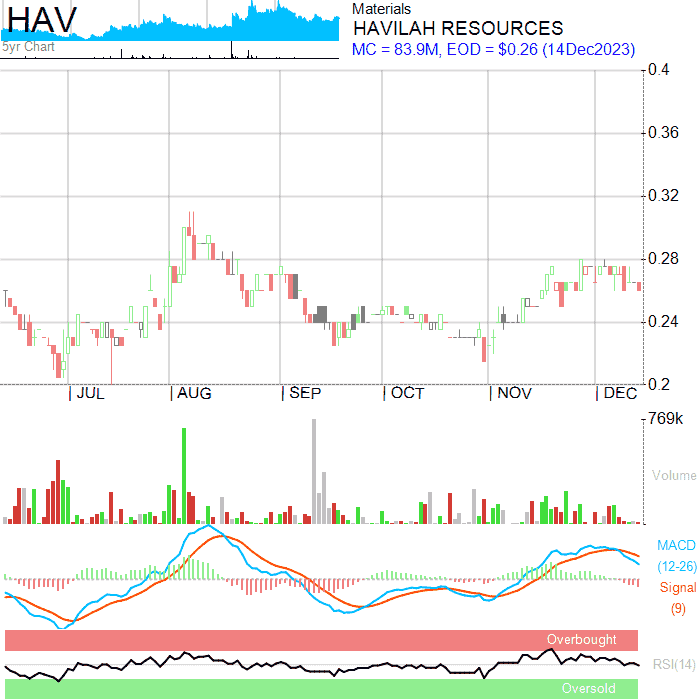 HAV
5yr Chart
Materials
HAVILAH RESOURCES
MC = 83.9M, EOD = $0.26 (14Dec2023)
0.4
0.36
0.32
0.28
0.24
0.2
JUL AUG SEP OCT NOV DEC
769k
Volume
MACD
(12-26)
Signal
(9)
Overbought
RSI(14)
Oversold